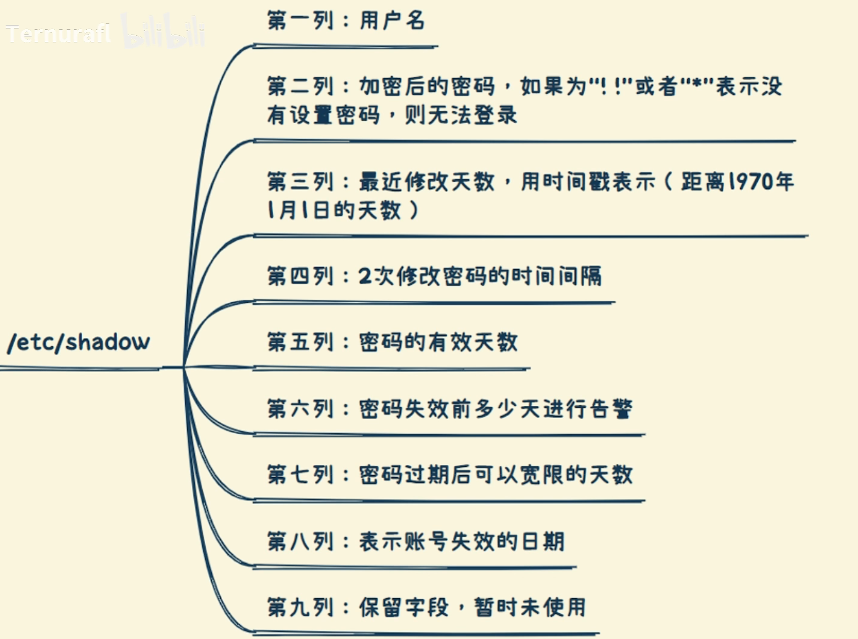 Ternurafl bilibili
第一列：用户名
第二列：加密后的密码，如果为"!!"或者"*"表示没
有设置密码，则无法登录
第三列：最近修改天数，用时间戳表示（距离1970年
1月1日的天数）
第四列：2次修改密码的时间间隔
/etc/shadow
第五列：密码的有效天数
第六列：密码失效前多少天进行告警
第七列：密码过期后可以宽限的天数
第八列：表示账号失效的日期
第九列：保留字段，暂时未使用